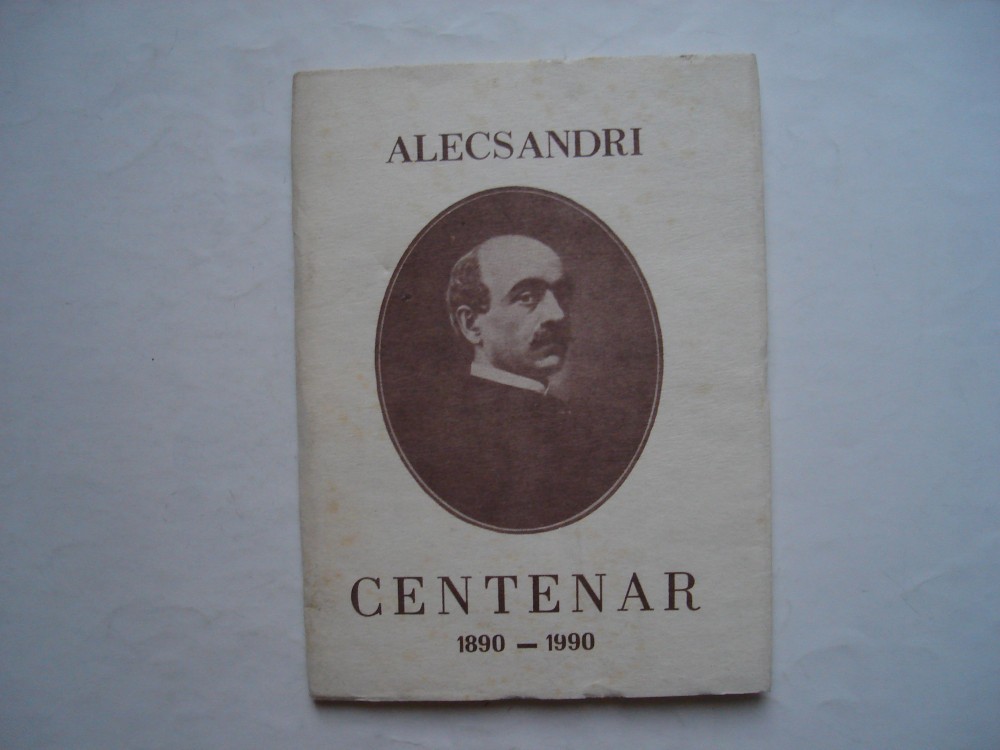 ALECSANDRI
CENTENAR
1890 — 1990